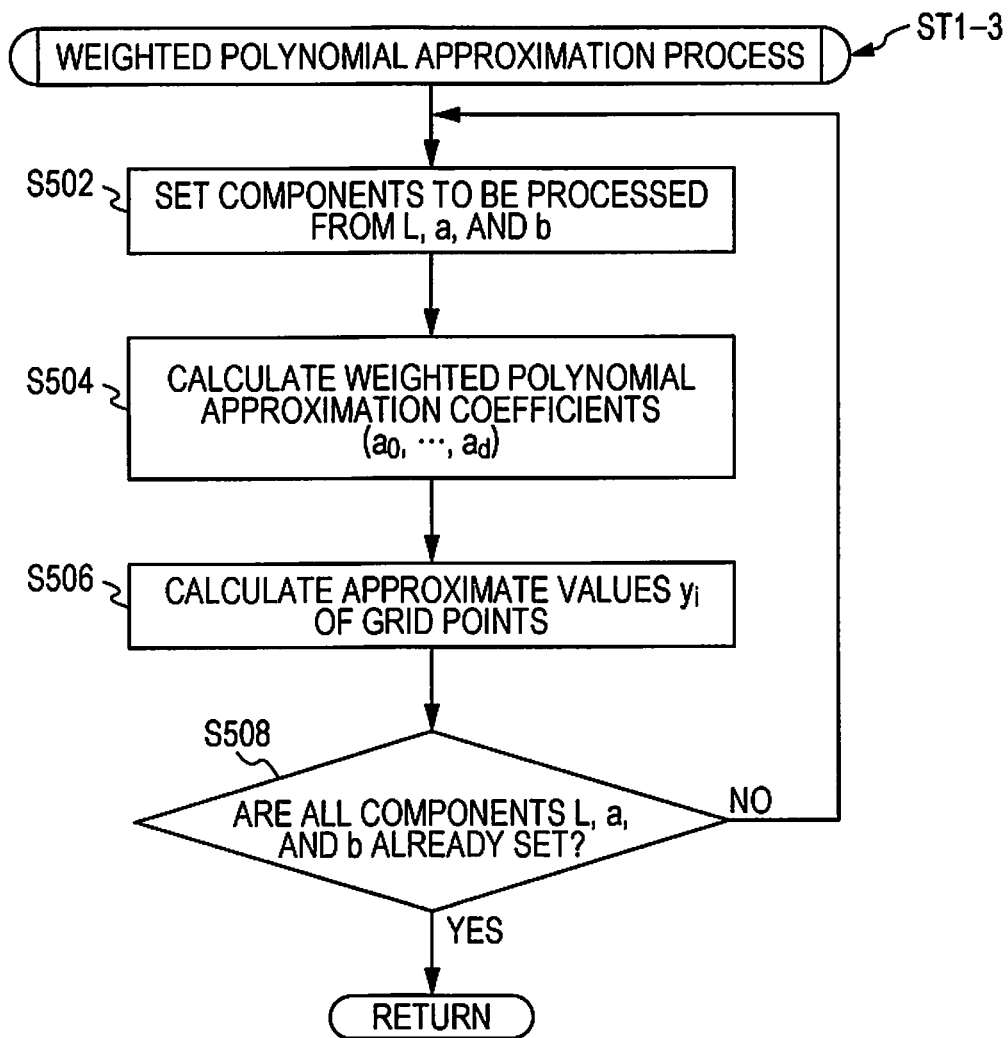 ST1-3
WEIGHTED POLYNOMIAL APPROXIMATION PROCESS
S502
SET COMPONENTS TO BE PROCESSED
FROM L, a, AND b
S504
CALCULATE WEIGHTED POLYNOMIAL
APPROXIMATION COEFFICIENTS
(a0, ···, ad)
S506
CALCULATE APPROXIMATE VALUES yi
OF GRID POINTS
S508
ARE ALL COMPONENTS L, a,
AND b ALREADY SET?
NO
YES
RETURN